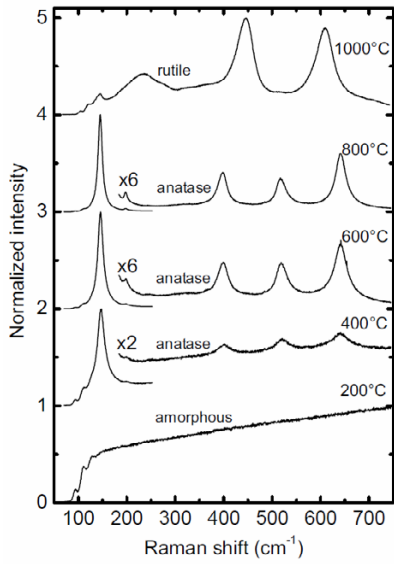 5
1000°C
rutile
4
800°C
x6
anatase
3
600°C
x6
anatase
2
400°C
x2
anatase
1
200°C
amorphous
0
50 100 200 300 400 500 600 700
Raman shift (cm⁻¹)
Normalized intensity